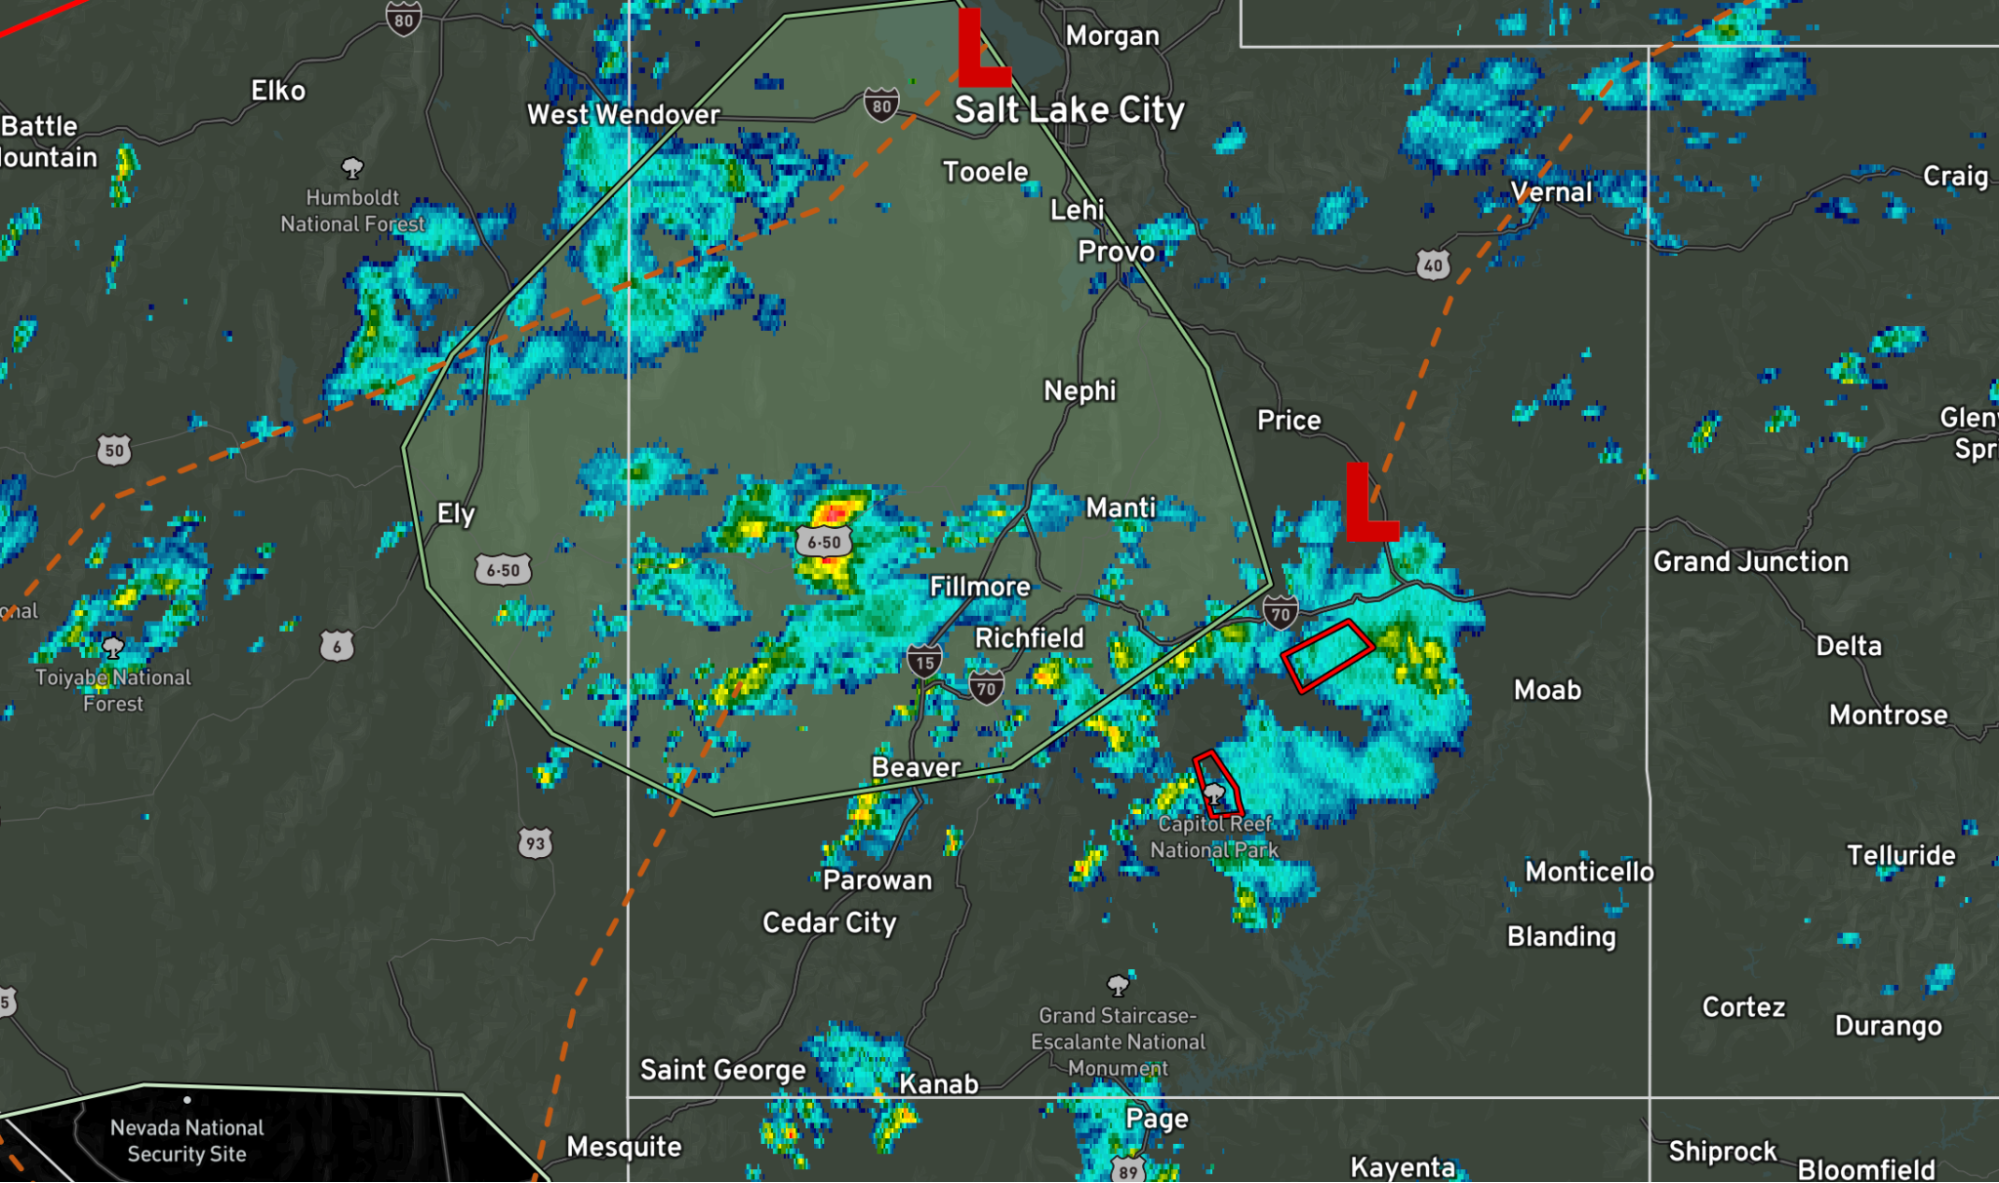 80
Morgan
Elko
West Wendover
80
Salt Lake City
Battle
Tooele
Humboldt
National Forest
Craig
Vernal
Lehi
Provo
40
Nephi
Price
50
Ely
Manti
6·50
6·50
Grand Junction
Fillmore
70
Richfield
6
15
70
Delta
Toiyabe National
Forest
Moab
Montrose
Beaver
93
Capitol Reef
National Park
Telluride
Monticello
Parowan
Cedar City
Blanding
5
Grand Staircase-
Escalante National
Monument
Cortez
Durango
Saint George
Kanab
Page
Nevada National
Security Site
Mesquite
89
Kayenta
Shiprock
Bloomfield
L
L
ountain
onal
Glen
Spri